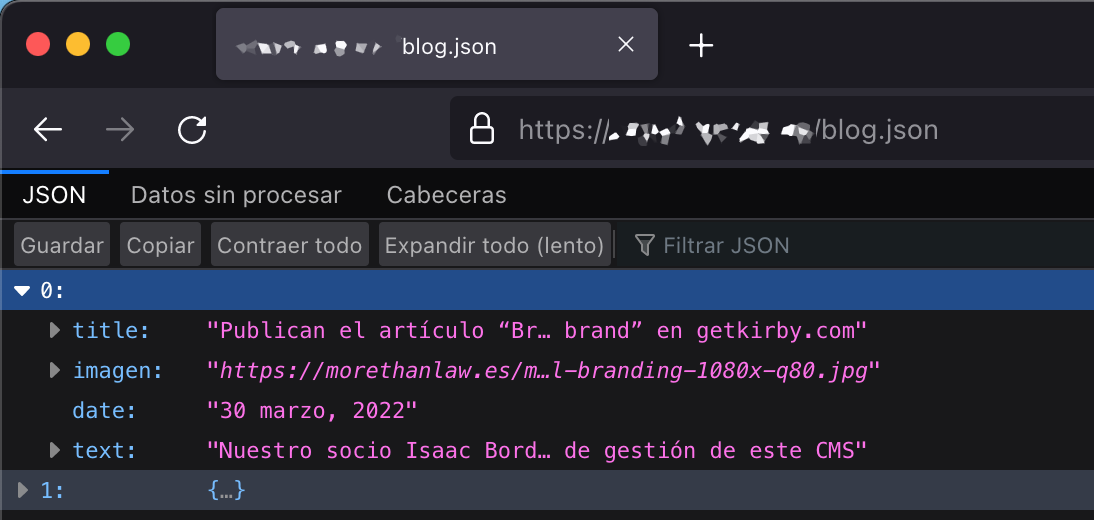 blog.json
https:// /blog.json
JSON Datos sin procesar Cabeceras
Guardar Copiar Contraer todo Expandir todo (lento) Filtrar JSON
0:
title: "Publican el artículo “Br… brand” en getkirby.com"
imagen: "https://morethanlaw.es/m…l-branding-1080x-q80.jpg"
date: "30 marzo, 2022"
text: "Nuestro socio Isaac Bord… de gestión de este CMS"
1: {…}